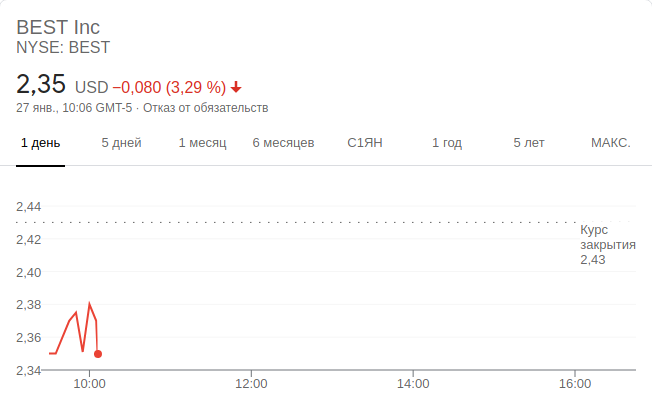 BEST Inc
NYSE: BEST
2,35 USD −0,080 (3,29 %)
27 янв., 10:06 GMT-5 · Отказ от обязательств
1 день 5 дней 1 месяц 6 месяцев С1ЯН 1 год 5 лет МАКС.
2,44
2,42
2,40
2,38
2,36
2,34
Курс
закрытия
2,43
10:00 12:00 14:00 16:00